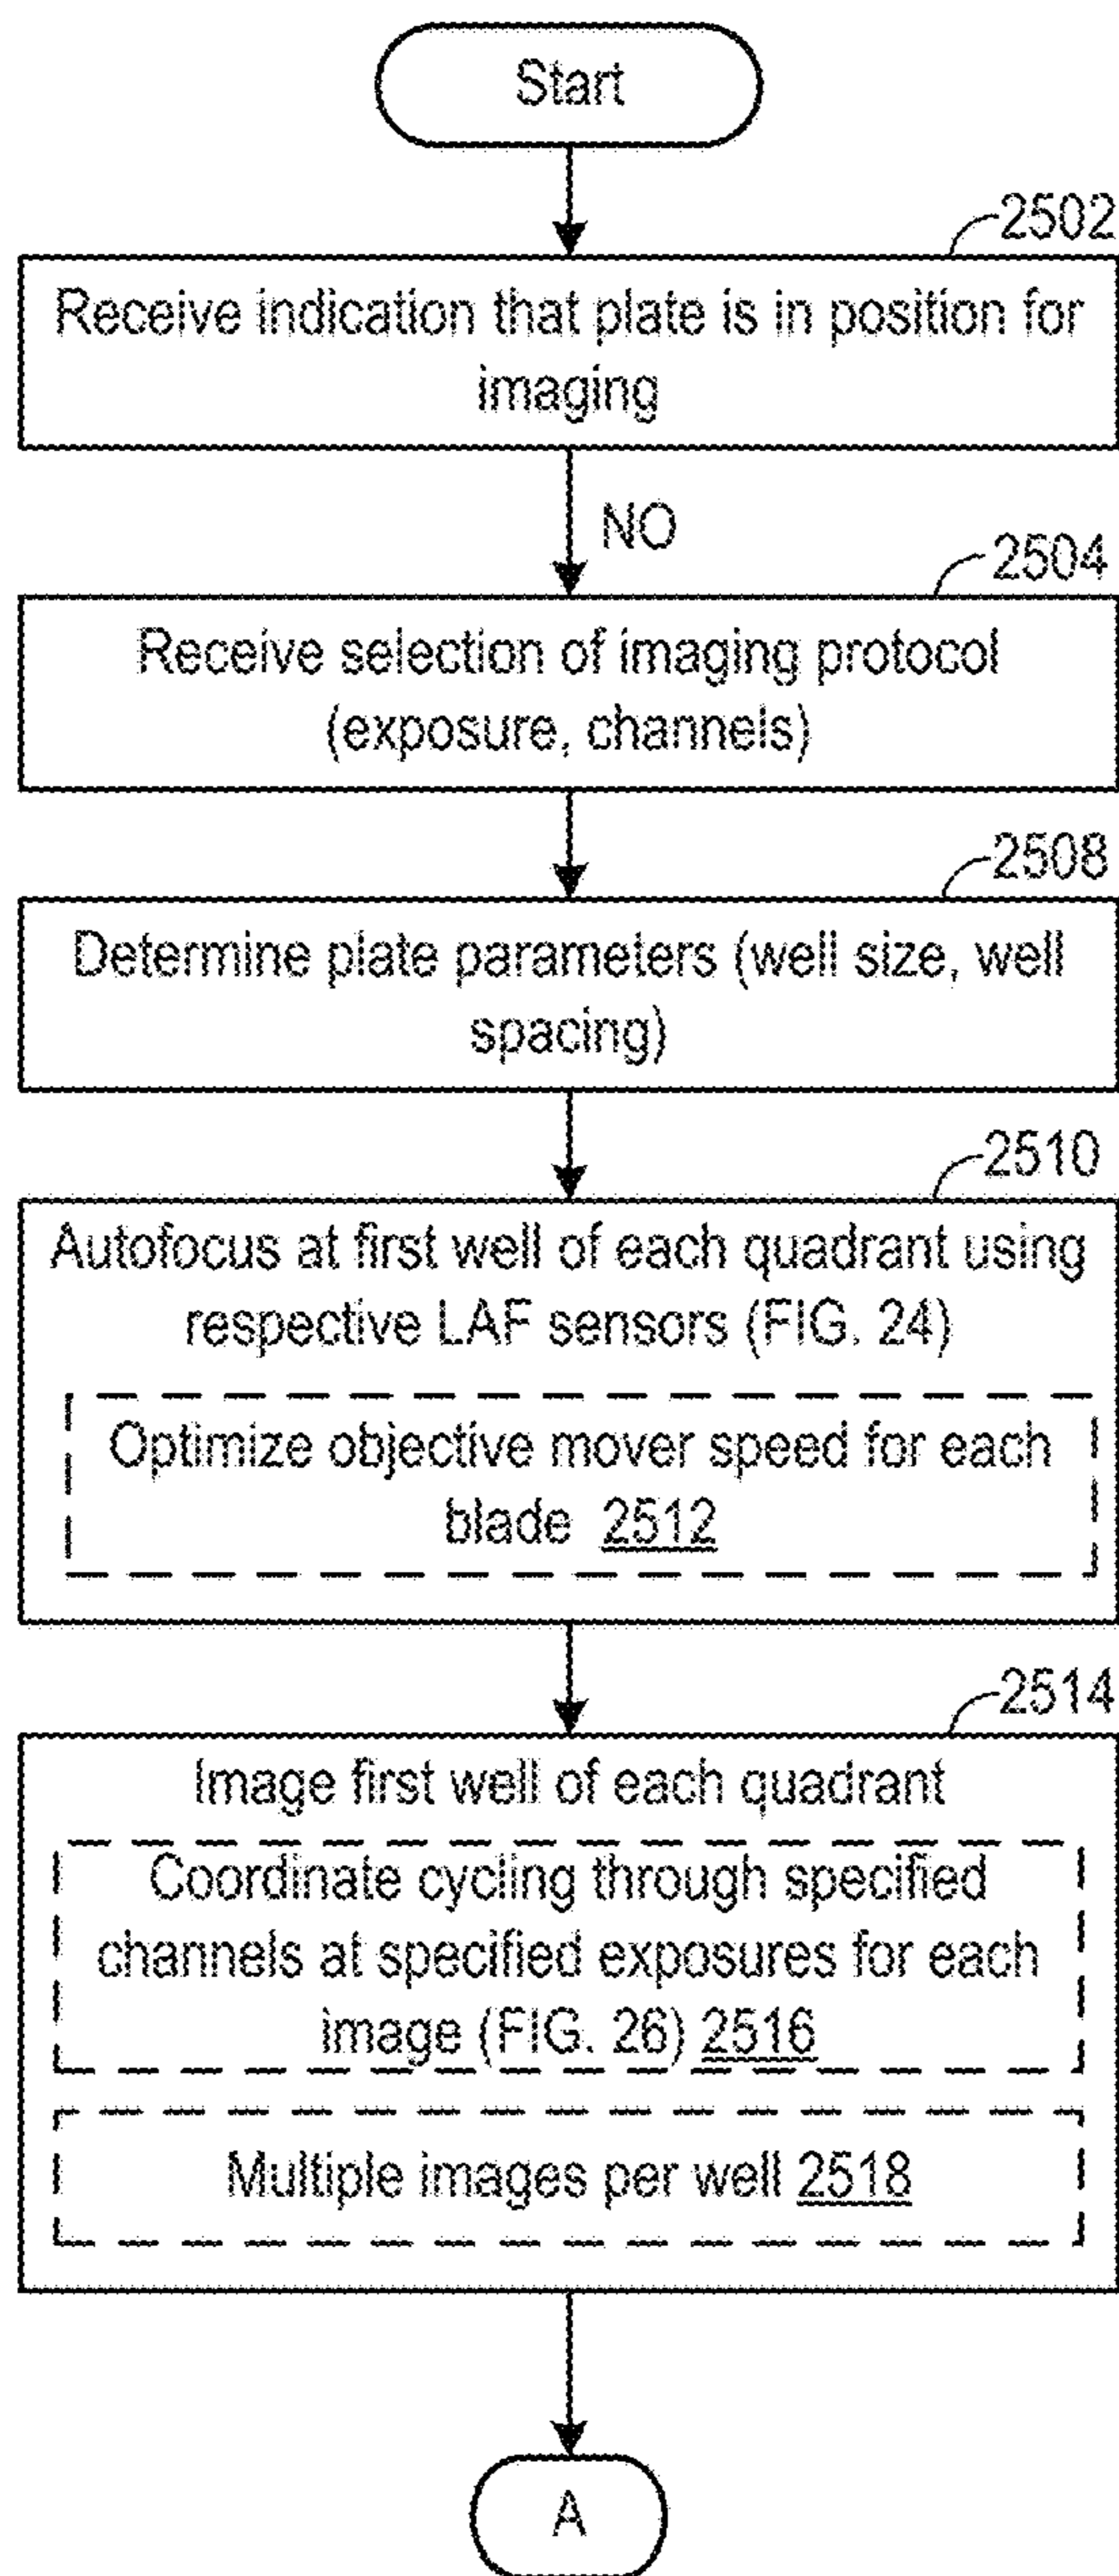 Start
2502
Receive indication that plate is in position for
imaging
NO
2504
Receive selection of imaging protocol
(exposure, channels)
2508
Determine plate parameters (well size, well
spacing)
2510
Autofocus at first well of each quadrant using
respective LAF sensors (FIG. 24)
Optimize objective mover speed for each
blade 2512
2514
Image first well of each quadrant
Coordinate cycling through specified
channels at specified exposures for each
image (FIG. 26) 2516
Multiple images per well 2518
A